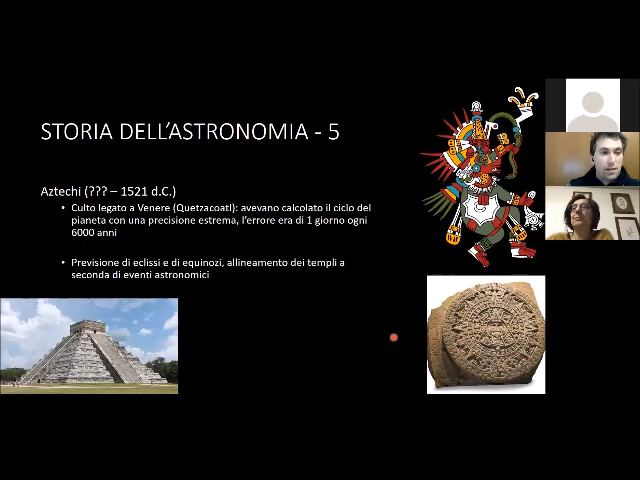 STORIA DELL'ASTRONOMIA - 5
Aztechi (??? – 1521 d.C.)
• Culto legato a Venere (Quetzacoatl): avevano calcolato il ciclo del
pianeta con una precisione estrema, l'errore era di 1 giorno ogni
6000 anni
• Previsione di eclissi e di equinozi, allineamento dei templi a
seconda di eventi astronomici